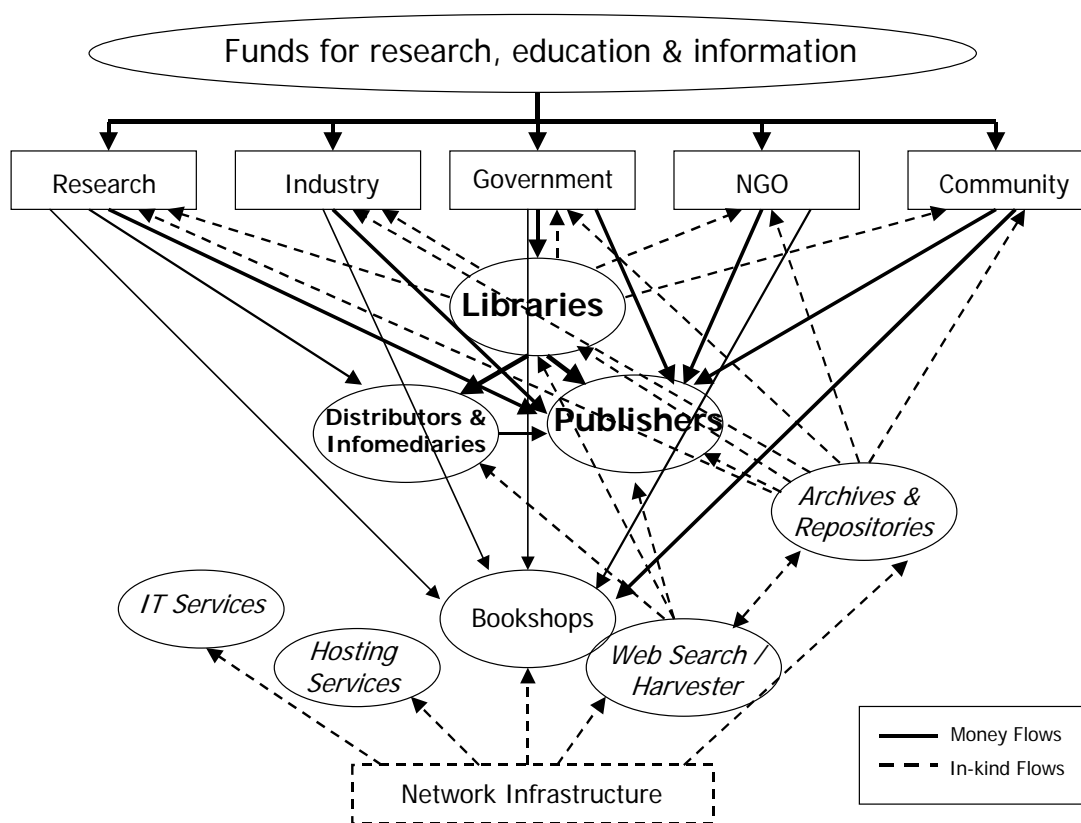 Funds for research, education & information
Research
Industry
Government
NGO
Community
Libraries
Distributors &
Infomediaries
Publishers
Archives &
Repositories
IT Services
Hosting
Services
Bookshops
Web Search /
Harvester
Money Flows
In-kind Flows
Network Infrastructure